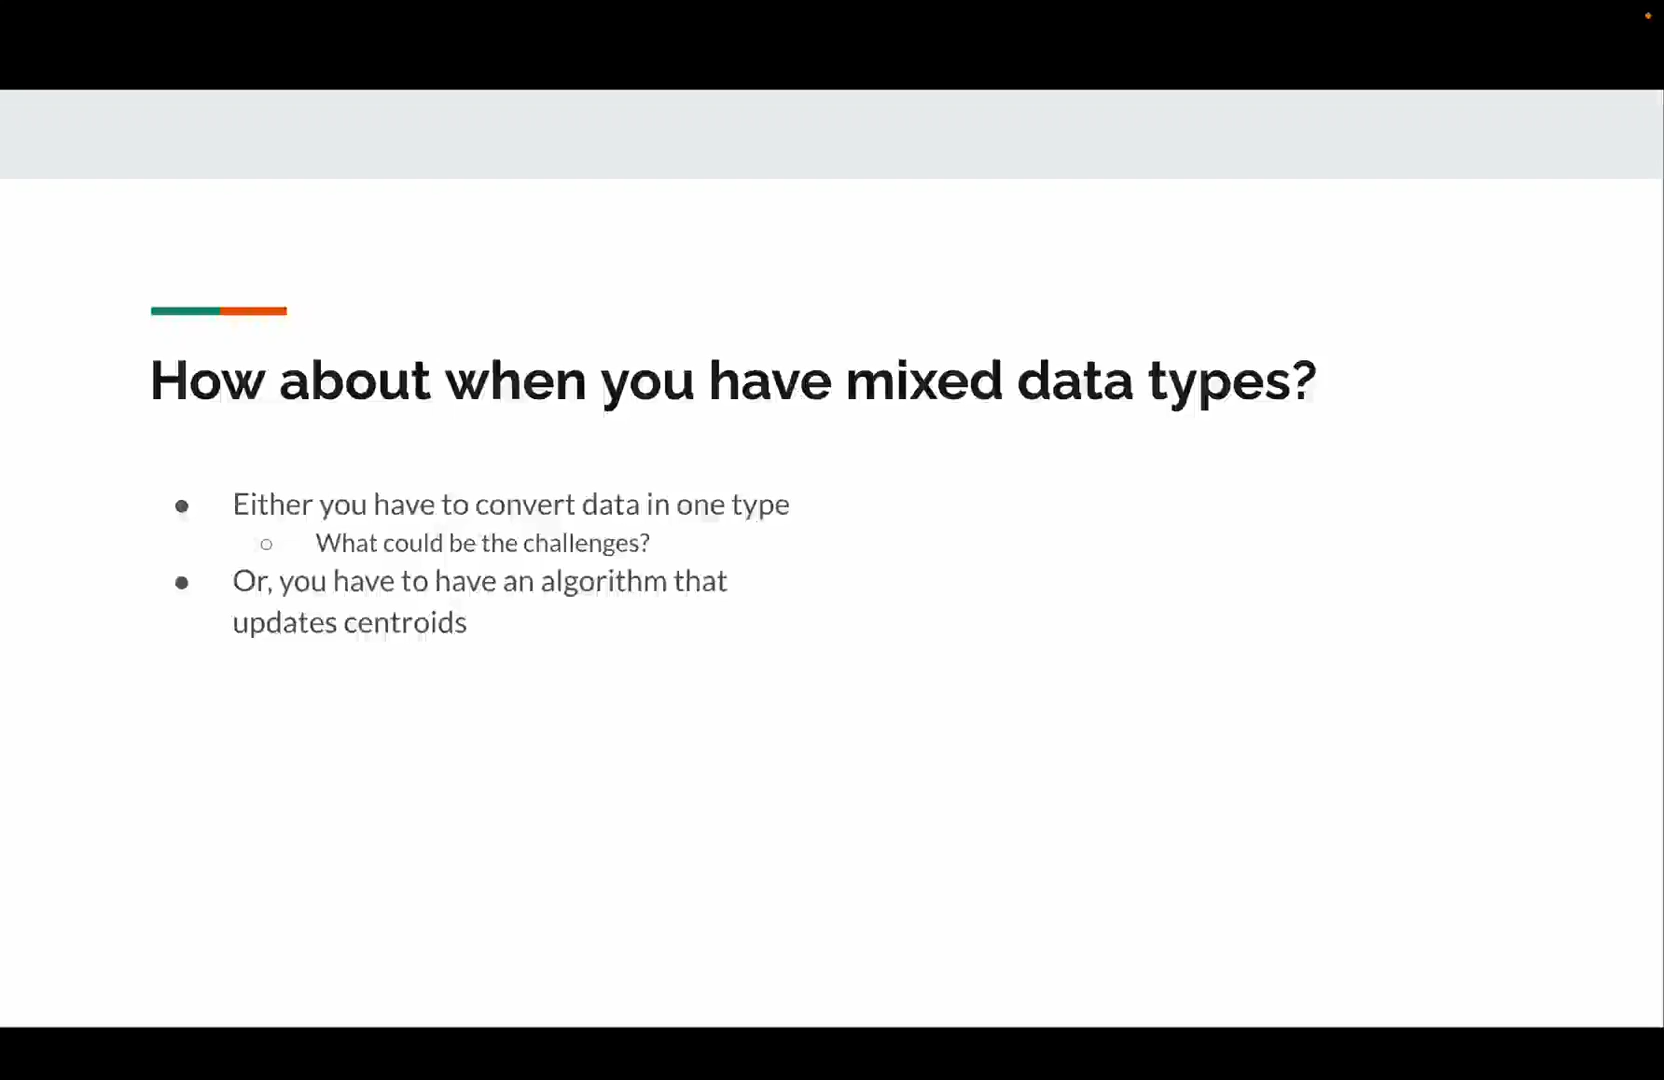 How about when you have mixed data types?
● Either you have to convert data in one type
○ What could be the challenges?
● Or, you have to have an algorithm that
updates centroids